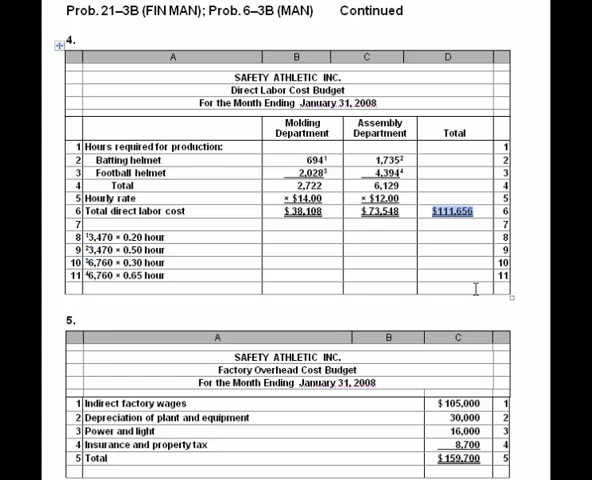 Prob. 21–3B (FIN MAN); Prob. 6–3B (MAN) Continued
4.
A B C D
SAFETY ATHLETIC INC.
Direct Labor Cost Budget
For the Month Ending January 31, 2008
Molding Department Assembly Department Total
1 Hours required for production: 1
2 Batting helmet 694¹ 1,735² 2
3 Football helmet 2,028³ 4,394⁴ 3
4 Total 2,722 6,129 4
5 Hourly rate × $14.00 × $12.00 5
6 Total direct labor cost $ 38,108 $ 73,548 $111,656 6
7 7
8 ¹3,470 × 0.20 hour 8
9 ²3,470 × 0.50 hour 9
10 ³6,760 × 0.30 hour 10
11 ⁴6,760 × 0.65 hour 11
5.
A B C
SAFETY ATHLETIC INC.
Factory Overhead Cost Budget
For the Month Ending January 31, 2008
1 Indirect factory wages $ 105,000 1
2 Depreciation of plant and equipment 30,000 2
3 Power and light 16,000 3
4 Insurance and property tax 8,700 4
5 Total $ 159,700 5